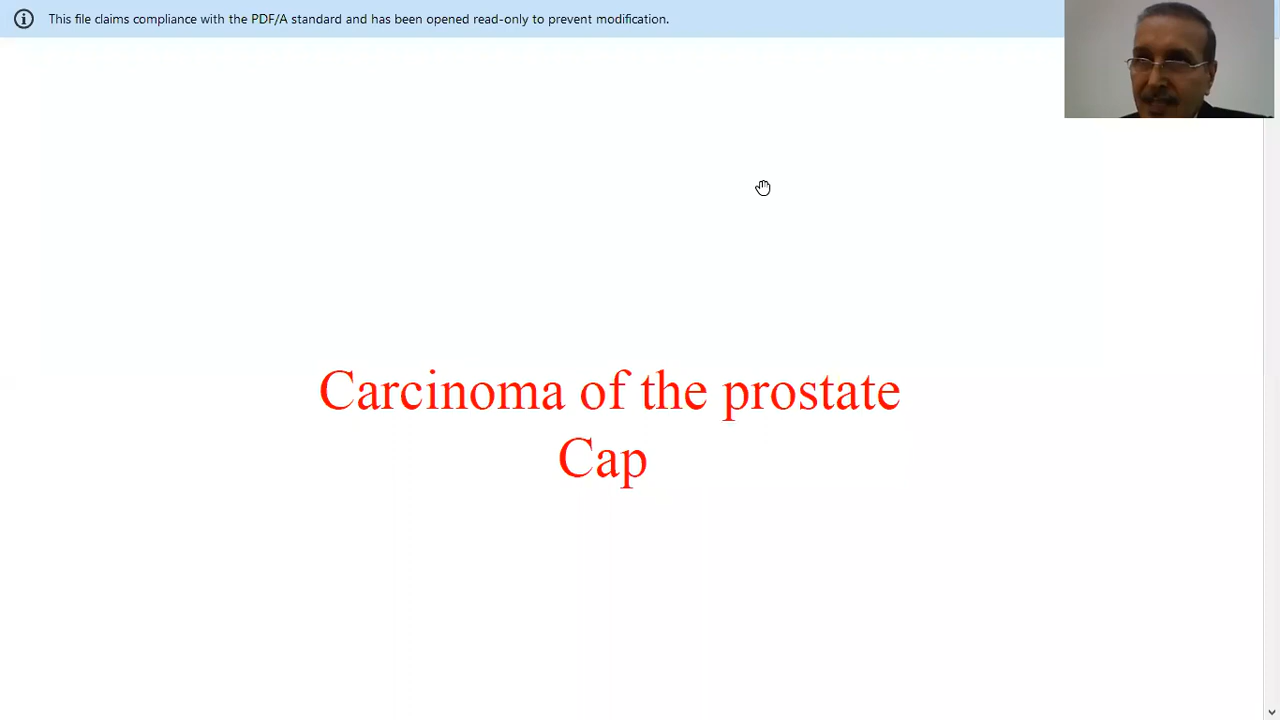 This file claims compliance with the PDF/A standard and has been opened read-only to prevent modification.
Carcinoma of the prostate
Cap